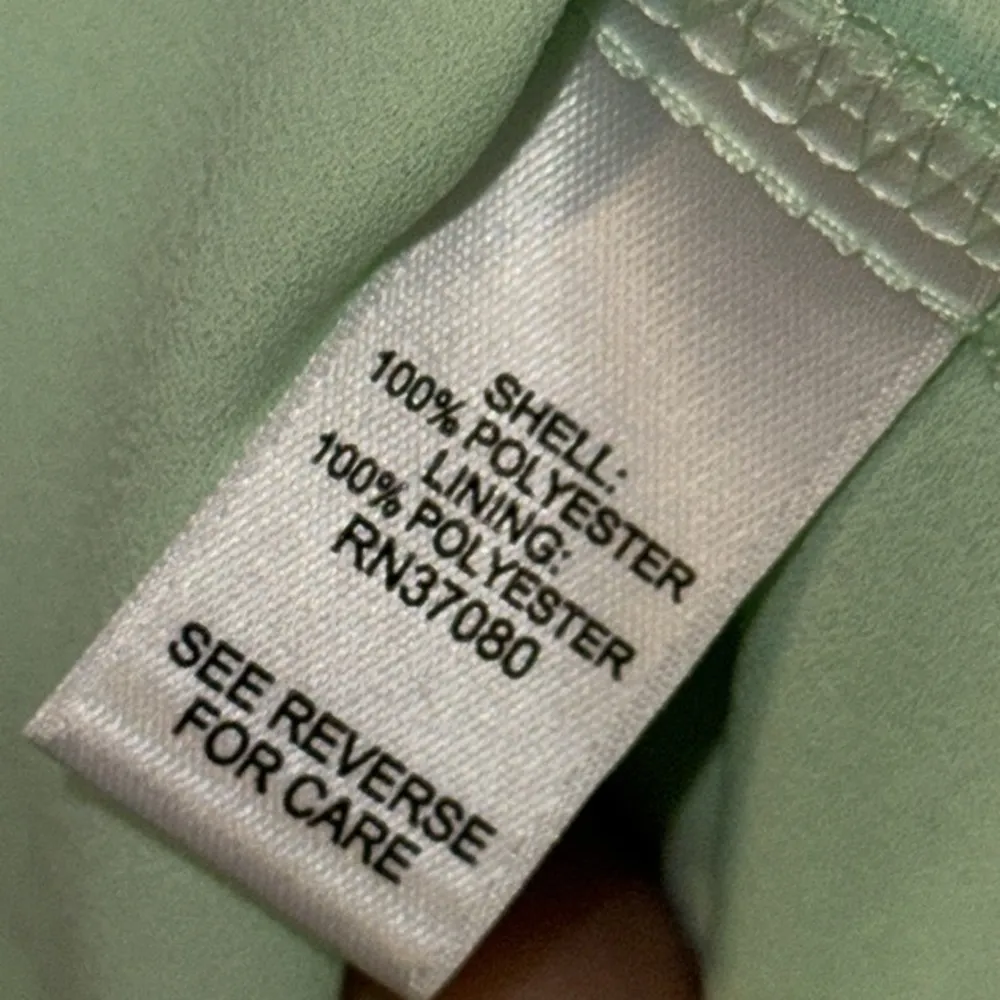 SHELL:
100% POLYESTER
LINING:
100% POLYESTER
RN37080
SEE REVERSE
FOR CARE